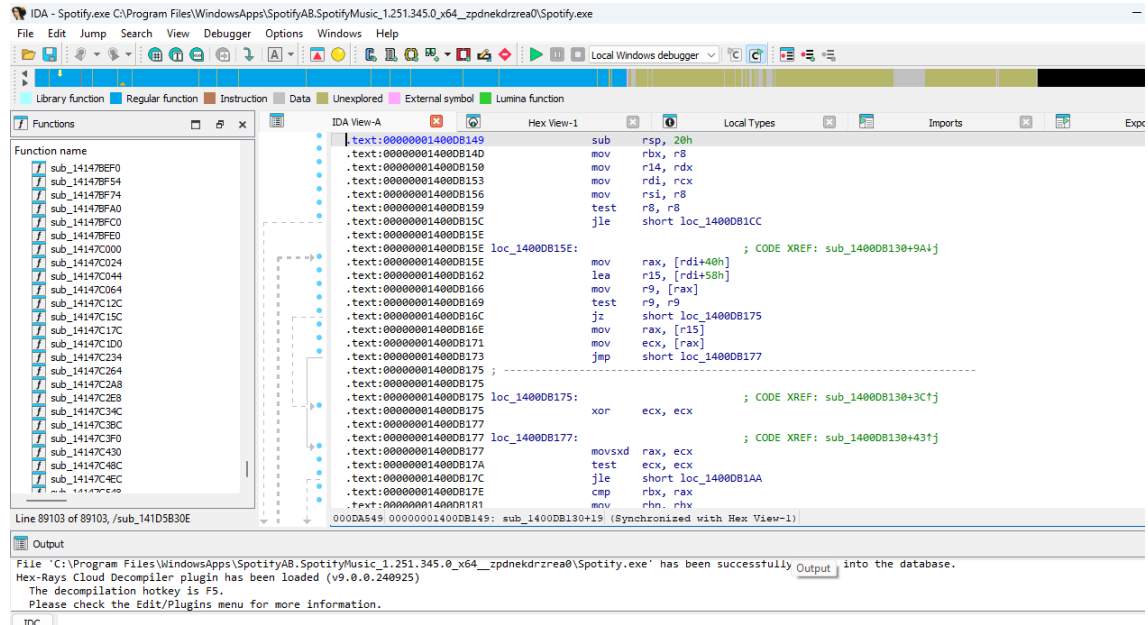 IDA - Spotify.exe C:\Program Files\WindowsApps\SpotifyAB.SpotifyMusic_1.251.345.0_x64__zpdnekdrzrea0\Spotify.exe
File Edit Jump Search View Debugger Options Windows Help
Local Windows debugger
Library function Regular function Instruction Data Unexplored External symbol Lumina function
Functions
IDA View-A Hex View-1 Local Types Imports Expo
Function name
sub_14147BEF0
sub_14147BF54
sub_14147BF74
sub_14147BFA0
sub_14147BFC0
sub_14147BFE0
sub_14147C000
sub_14147C024
sub_14147C044
sub_14147C064
sub_14147C12C
sub_14147C15C
sub_14147C17C
sub_14147C1D0
sub_14147C234
sub_14147C264
sub_14147C2A8
sub_14147C2E8
sub_14147C34C
sub_14147C3BC
sub_14147C3F0
sub_14147C430
sub_14147C48C
sub_14147C4EC
Line 89103 of 89103, /sub_141D5B30E
.text:00000001400DB149 sub rsp, 20h
.text:00000001400DB14D mov rbx, r8
.text:00000001400DB150 mov r14, rdx
.text:00000001400DB153 mov rdi, rcx
.text:00000001400DB156 mov rsi, r8
.text:00000001400DB159 test r8, r8
.text:00000001400DB15C jle short loc_1400DB1CC
.text:00000001400DB15E
.text:00000001400DB15E loc_1400DB15E: ; CODE XREF: sub_1400DB130+9A↓j
.text:00000001400DB15E mov rax, [rdi+40h]
.text:00000001400DB162 lea r15, [rdi+58h]
.text:00000001400DB166 mov r9, [rax]
.text:00000001400DB169 test r9, r9
.text:00000001400DB16C jz short loc_1400DB175
.text:00000001400DB16E mov rax, [r15]
.text:00000001400DB171 mov ecx, [rax]
.text:00000001400DB173 jmp short loc_1400DB177
.text:00000001400DB175 ; ---------------------------------------------------------------------------
.text:00000001400DB175
.text:00000001400DB175 loc_1400DB175: ; CODE XREF: sub_1400DB130+3C↑j
.text:00000001400DB175 xor ecx, ecx
.text:00000001400DB177
.text:00000001400DB177 loc_1400DB177: ; CODE XREF: sub_1400DB130+43↑j
.text:00000001400DB177 movsxd rax, ecx
.text:00000001400DB17A test ecx, ecx
.text:00000001400DB17C jle short loc_1400DB1AA
.text:00000001400DB17E cmp rbx, rax
.text:00000001400DB181
000DA549 00000001400DB149: sub_1400DB130+19 (Synchronized with Hex View-1)
Output
File 'C:\Program Files\WindowsApps\SpotifyAB.SpotifyMusic_1.251.345.0_x64__zpdnekdrzrea0\Spotify.exe' has been successfully into the database.
Output
Hex-Rays Cloud Decompiler plugin has been loaded (v9.0.0.240925)
The decompilation hotkey is F5.
Please check the Edit/Plugins menu for more information.
IDC